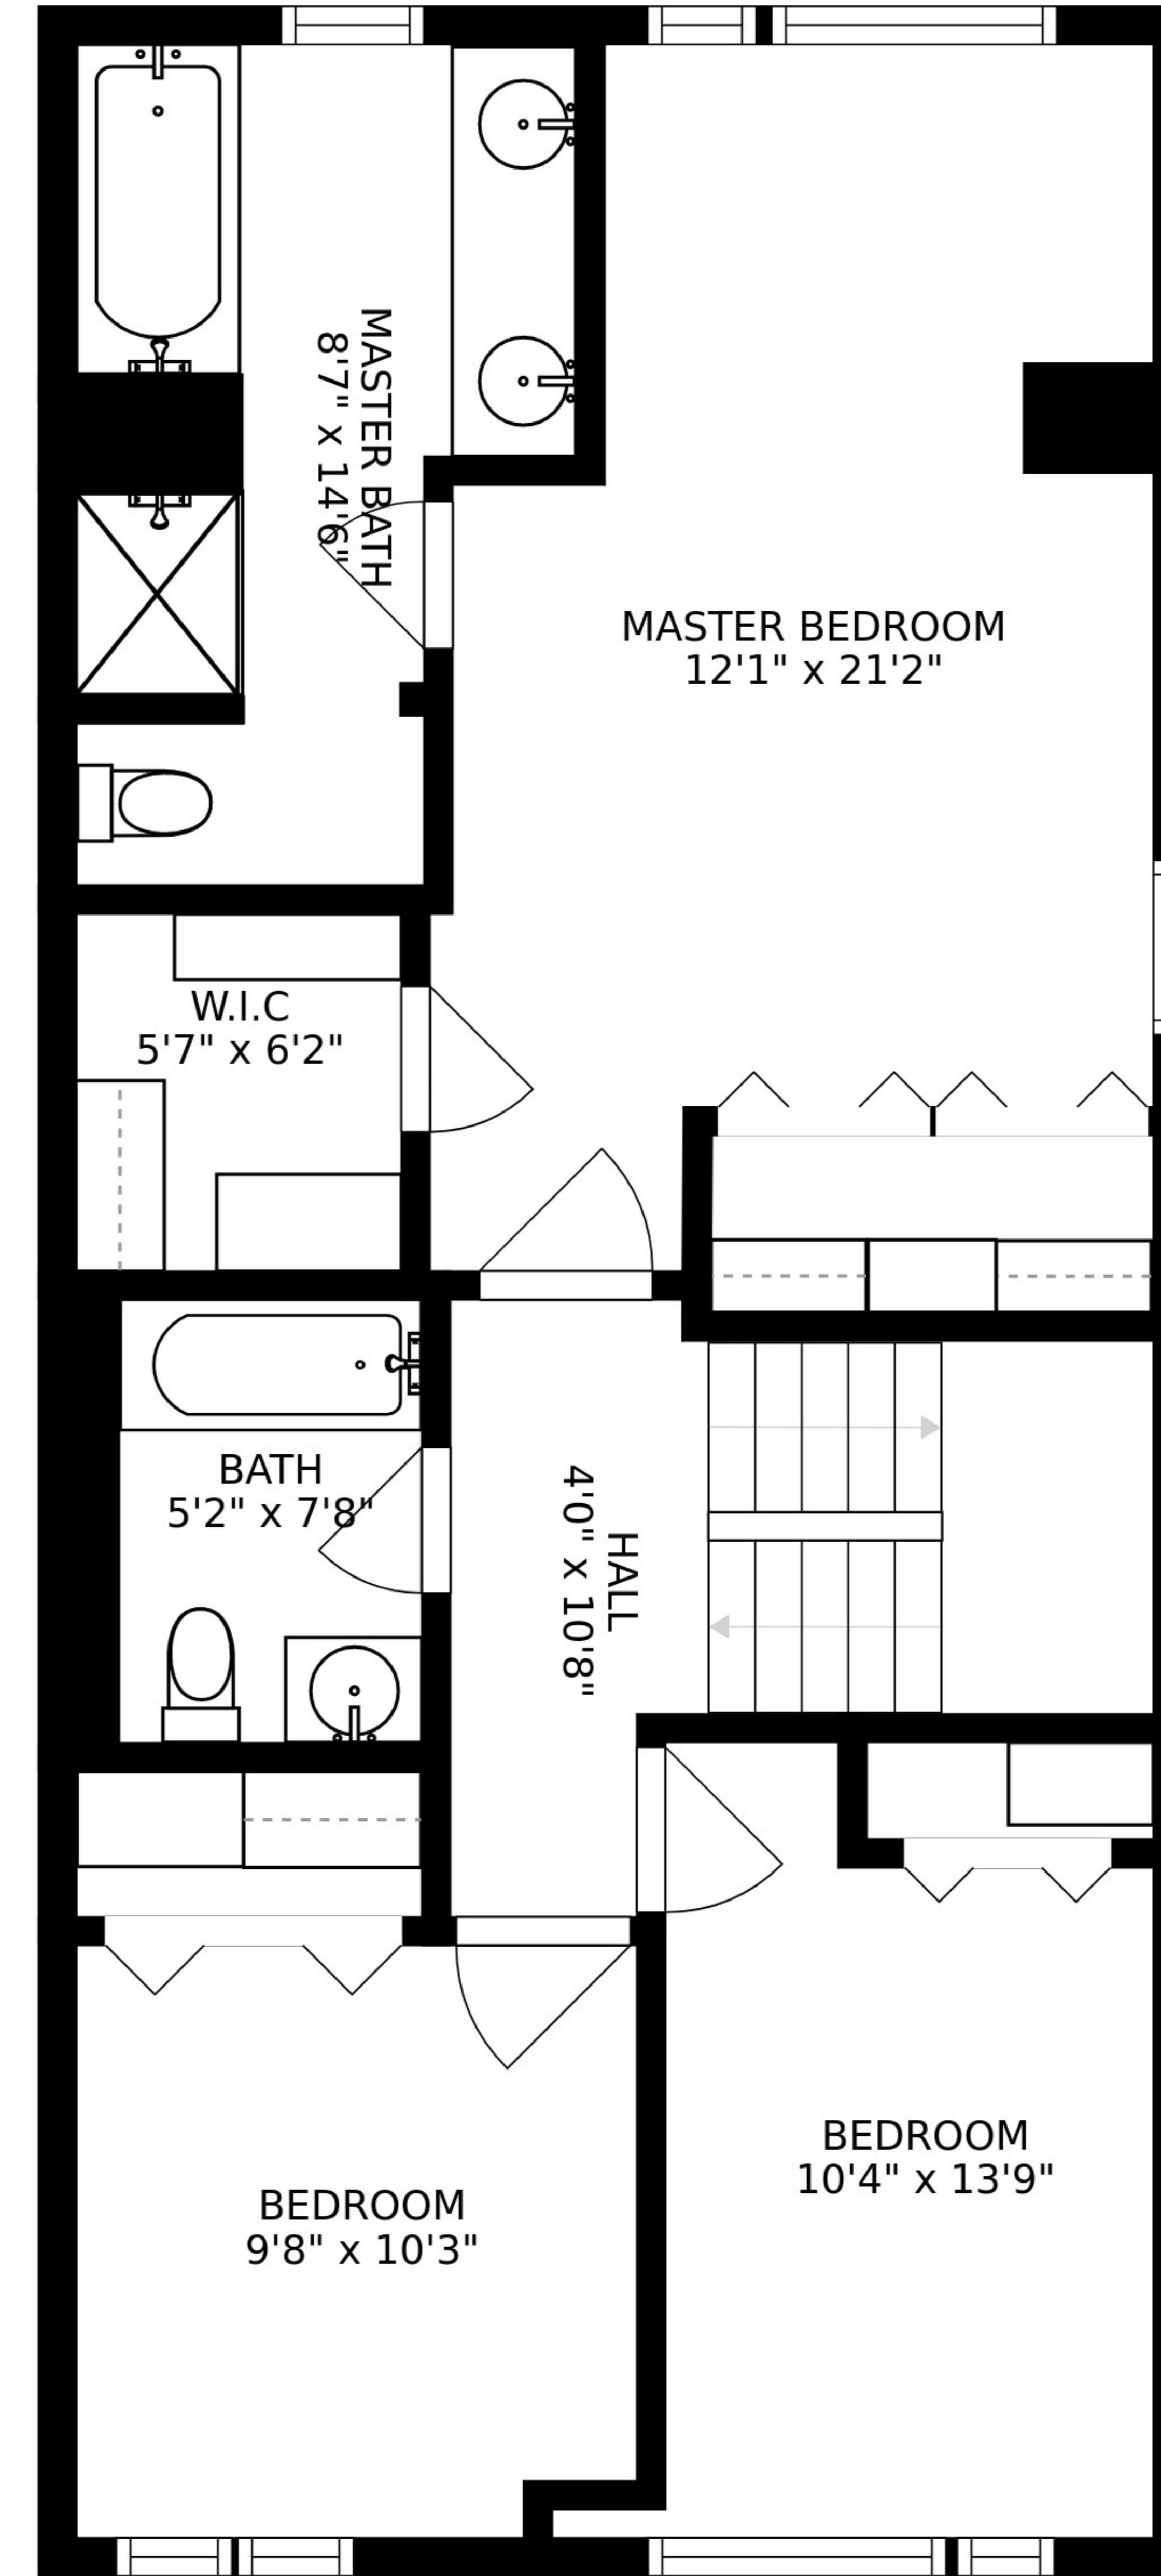 MASTER BATH
8'7" x 14'6"
MASTER BEDROOM
12'1" x 21'2"
W.I.C
5'7" x 6'2"
BATH
5'2" x 7'8"
HALL
4'0" x 10'8"
BEDROOM
10'4" x 13'9"
BEDROOM
9'8" x 10'3"